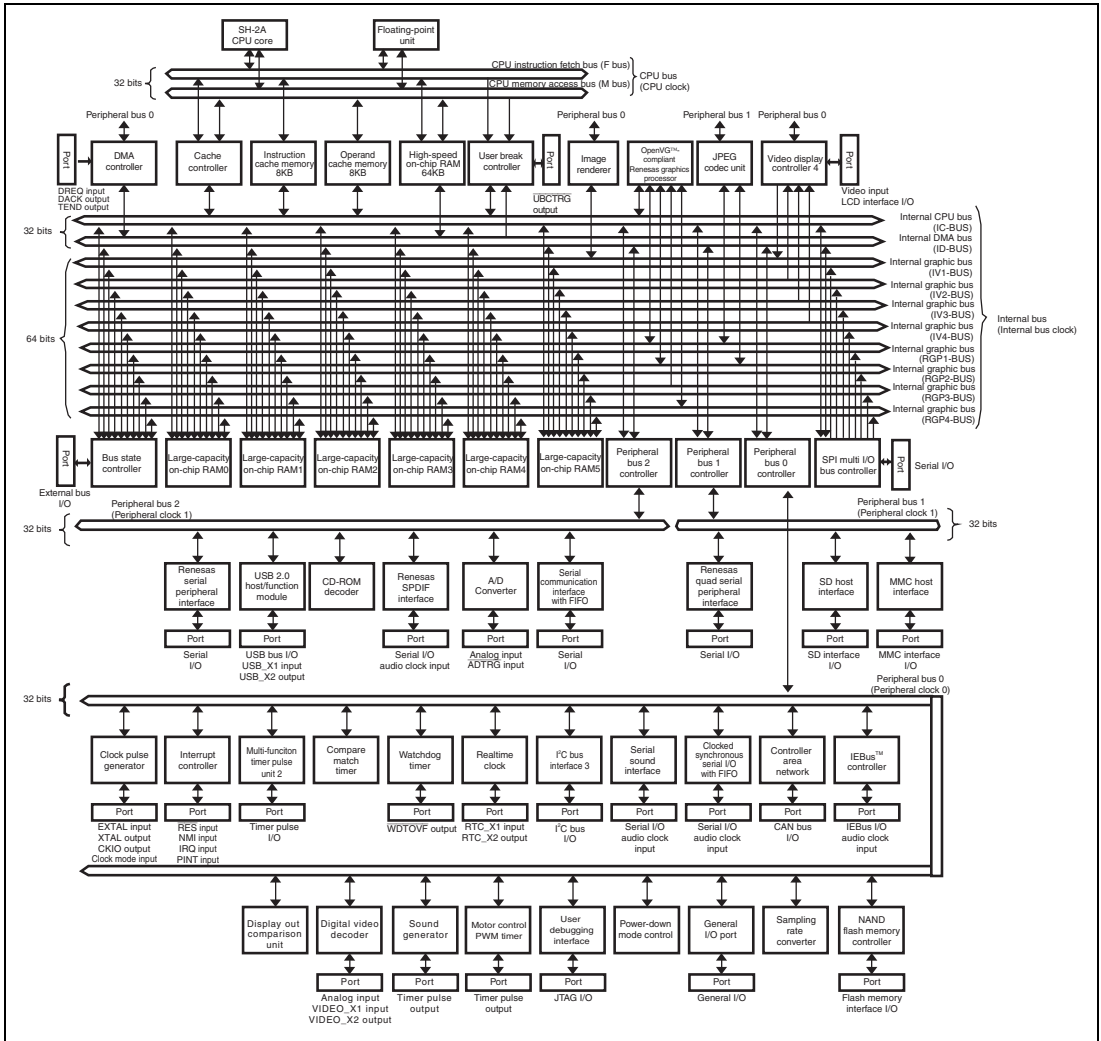 SH-2A
CPU core
Floating-point
unit
CPU instruction fetch bus (F bus)
32 bits
CPU memory access bus (M bus)
CPU bus
(CPU clock)
Peripheral bus 0
Peripheral bus 0
Peripheral bus 1
Peripheral bus 0
Port
DMA
controller
Cache
controller
Instruction
cache memory
8KB
Operand
cache memory
8KB
High-speed
on-chip RAM
64KB
User break
controller
Port
Image
renderer
OpenVG™-
compliant
Renesas graphics
processor
JPEG
codec unit
Video display
controller 4
Port
DREQ input
DACK output
TEND output
UBCTRG
output
Video input
LCD interface I/O
32 bits
Internal CPU bus
(IC-BUS)
Internal DMA bus
(ID-BUS)
Internal graphic bus
(IV1-BUS)
Internal graphic bus
(IV2-BUS)
Internal graphic bus
(IV3-BUS)
Internal graphic bus
(IV4-BUS)
Internal graphic bus
(RGP1-BUS)
Internal graphic bus
(RGP2-BUS)
Internal graphic bus
(RGP3-BUS)
Internal graphic bus
(RGP4-BUS)
64 bits
Internal bus
(Internal bus clock)
Port
External bus
I/O
Bus state
controller
Large-capacity
on-chip RAM0
Large-capacity
on-chip RAM1
Large-capacity
on-chip RAM2
Large-capacity
on-chip RAM3
Large-capacity
on-chip RAM4
Large-capacity
on-chip RAM5
Peripheral
bus 2
controller
Peripheral
bus 1
controller
Peripheral
bus 0
controller
SPI multi I/O
bus controller
Port
Serial I/O
Peripheral bus 2
(Peripheral clock 1)
Peripheral bus 1
(Peripheral clock 1)
32 bits
32 bits
Renesas
serial
peripheral
interface
USB 2.0
host/function
module
CD-ROM
decoder
Renesas
SPDIF
interface
A/D
Converter
Serial
communication
interface
with FIFO
Renesas
quad serial
peripheral
interface
SD host
interface
MMC host
interface
Port
Port
Port
Port
Port
Port
Port
Port
Serial
I/O
USB bus I/O
USB_X1 input
USB_X2 output
Serial I/O
audio clock input
Analog input
ADTRG input
Serial
I/O
Serial I/O
SD interface
I/O
MMC interface
I/O
Peripheral bus 0
(Peripheral clock 0)
32 bits
Clock pulse
generator
Interrupt
controller
Multi-funciton
timer pulse
unit 2
Compare
match
timer
Watchdog
timer
Realtime
clock
I²C bus
interface 3
Serial
sound
interface
Clocked
synchronous
serial I/O
with FIFO
Controller
area
network
IEBus™
controller
Port
Port
Port
Port
Port
Port
Port
Port
Port
Port
EXTAL input
XTAL output
CKIO output
Clock mode input
RES input
NMI input
IRQ input
PINT input
Timer pulse
I/O
WDTOVF output
RTC_X1 input
RTC_X2 output
I²C bus
I/O
Serial I/O
audio clock
input
Serial I/O
audio clock
input
CAN bus
I/O
IEBus I/O
audio clock
input
Display out
comparison
unit
Digital video
decoder
Sound
generator
Motor control
PWM timer
User
debugging
interface
Power-down
mode control
General
I/O port
Sampling
rate
converter
NAND
flash memory
controller
Port
Port
Port
Port
Port
Port
Analog input
VIDEO_X1 input
VIDEO_X2 output
Timer pulse
output
Timer pulse
output
JTAG I/O
General I/O
Flash memory
interface I/O